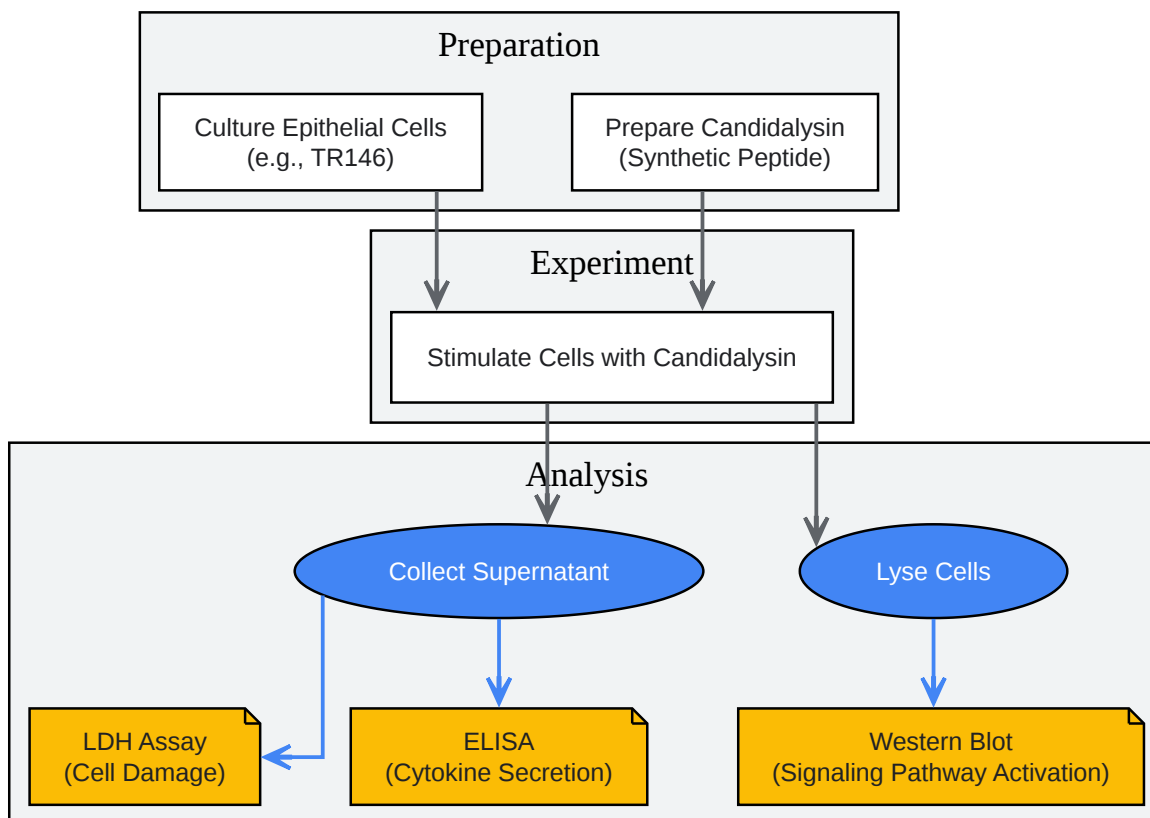 Preparation
Culture Epithelial Cells
(e.g., TR146)
Prepare Candidalysin
(Synthetic Peptide)
Experiment
Stimulate Cells with Candidalysin
Analysis
Collect Supernatant
Lyse Cells
LDH Assay
(Cell Damage)
ELISA
(Cytokine Secretion)
Western Blot
(Signaling Pathway Activation)